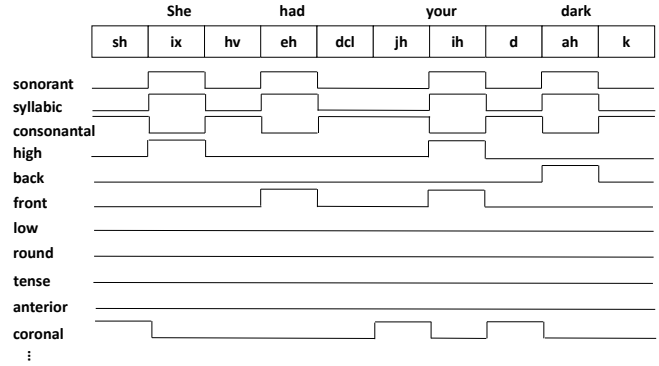 She had your dark
sh ix hv eh dcl jh ih d ah k
sonorant
syllabic
consonantal
high
back
front
low
round
tense
anterior
coronal
⋮